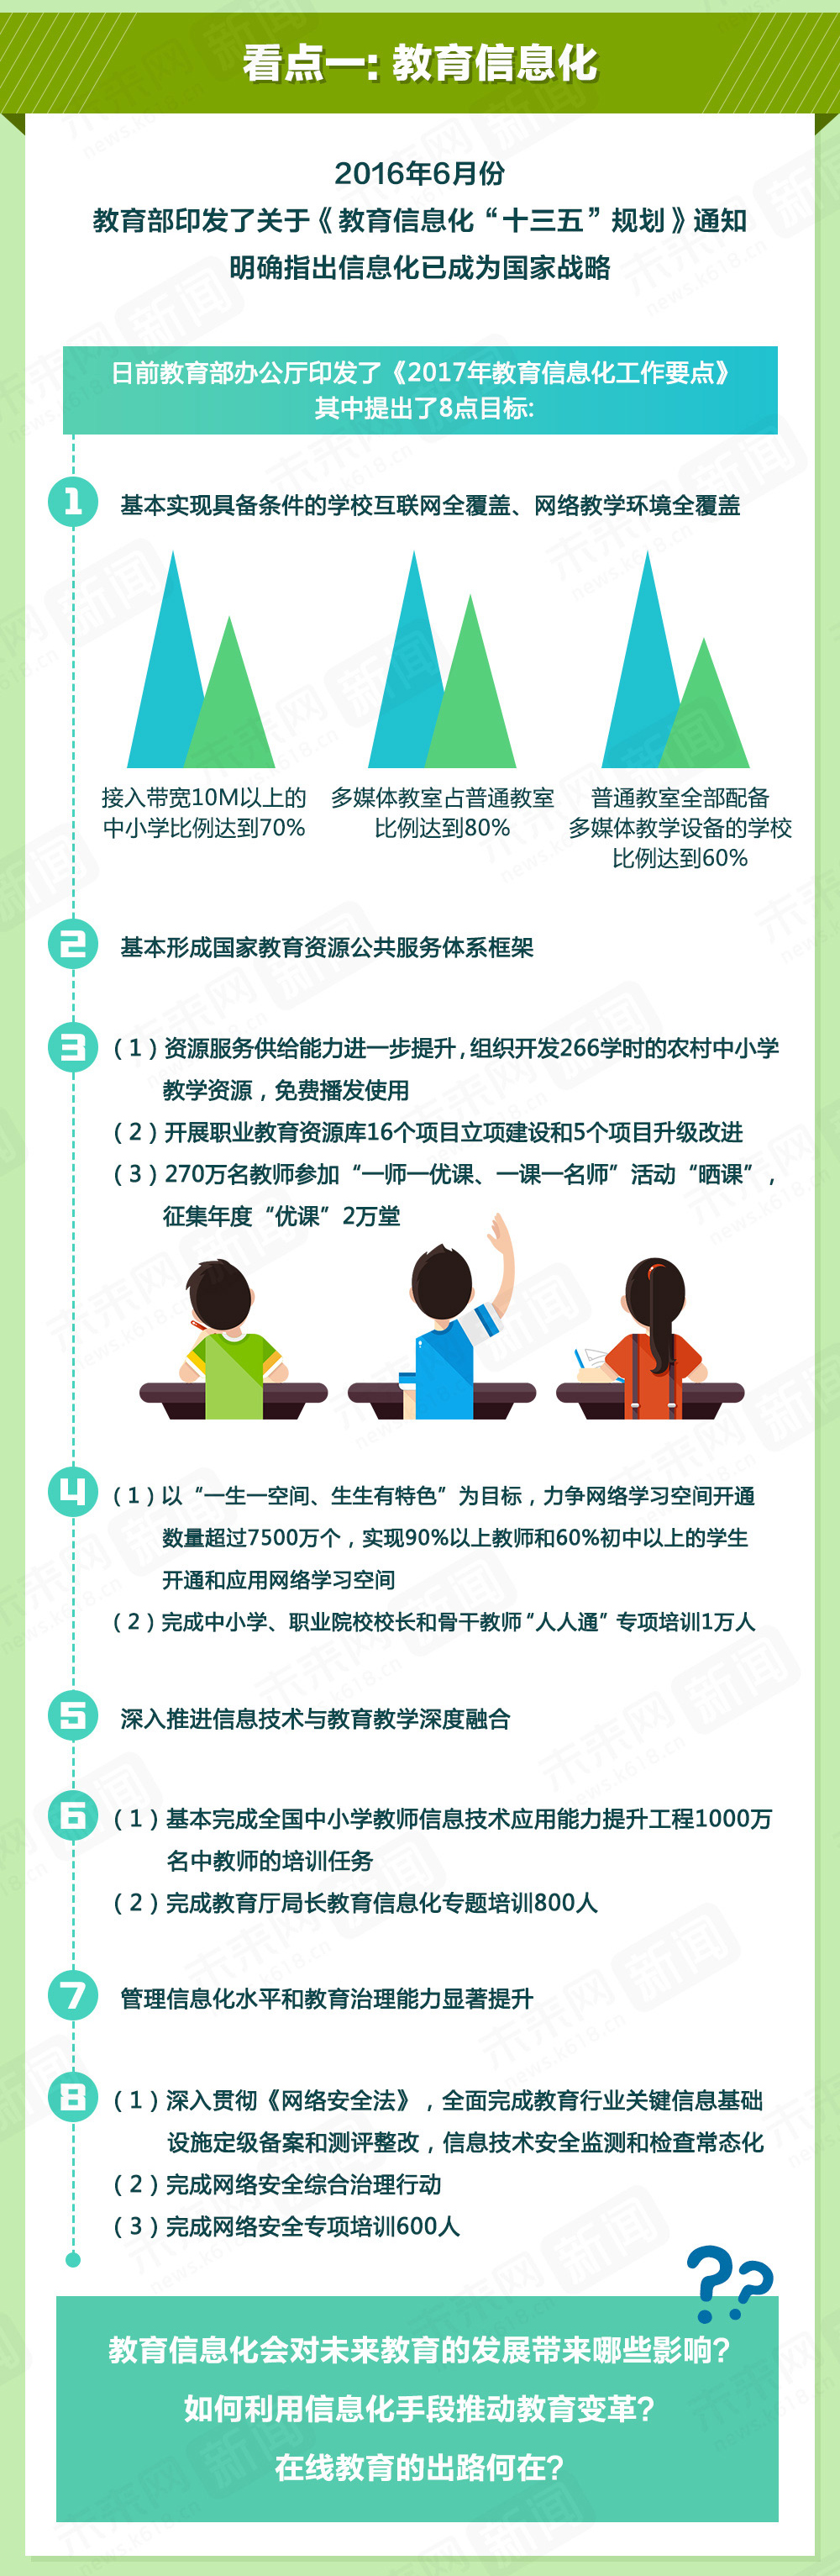 看点一: 教育信息化
2016年6月份
教育部印发了关于《教育信息化“十三五”规划》通知
明确指出信息化已成为国家战略
日前教育部办公厅印发了《2017年教育信息化工作要点》
其中提出了8点目标:
1 基本实现具备条件的学校互联网全覆盖、网络教学环境全覆盖
接入带宽10M以上的
中小学比例达到70%
多媒体教室占普通教室
比例达到80%
普通教室全部配备
多媒体教学设备的学校
比例达到60%
2 基本形成国家教育资源公共服务体系框架
3 （1）资源服务供给能力进一步提升，组织开发266学时的农村中小学
教学资源，免费播发使用
（2）开展职业教育资源库16个项目立项建设和5个项目升级改进
（3）270万名教师参加“一师一优课、一课一名师”活动“晒课”，
征集年度“优课”2万堂
4 （1）以“一生一空间、生生有特色”为目标，力争网络学习空间开通
数量超过7500万个，实现90%以上教师和60%初中以上的学生
开通和应用网络学习空间
（2）完成中小学、职业院校校长和骨干教师“人人通”专项培训1万人
5 深入推进信息技术与教育教学深度融合
6 （1）基本完成全国中小学教师信息技术应用能力提升工程1000万
名中教师的培训任务
（2）完成教育厅局长教育信息化专题培训800人
7 管理信息化水平和教育治理能力显著提升
8 （1）深入贯彻《网络安全法》，全面完成教育行业关键信息基础
设施定级备案和测评整改，信息技术安全监测和检查常态化
（2）完成网络安全综合治理行动
（3）完成网络安全专项培训600人
??
教育信息化会对未来教育的发展带来哪些影响?
如何利用信息化手段推动教育变革?
在线教育的出路何在?
未来网新闻
news.k618.cn